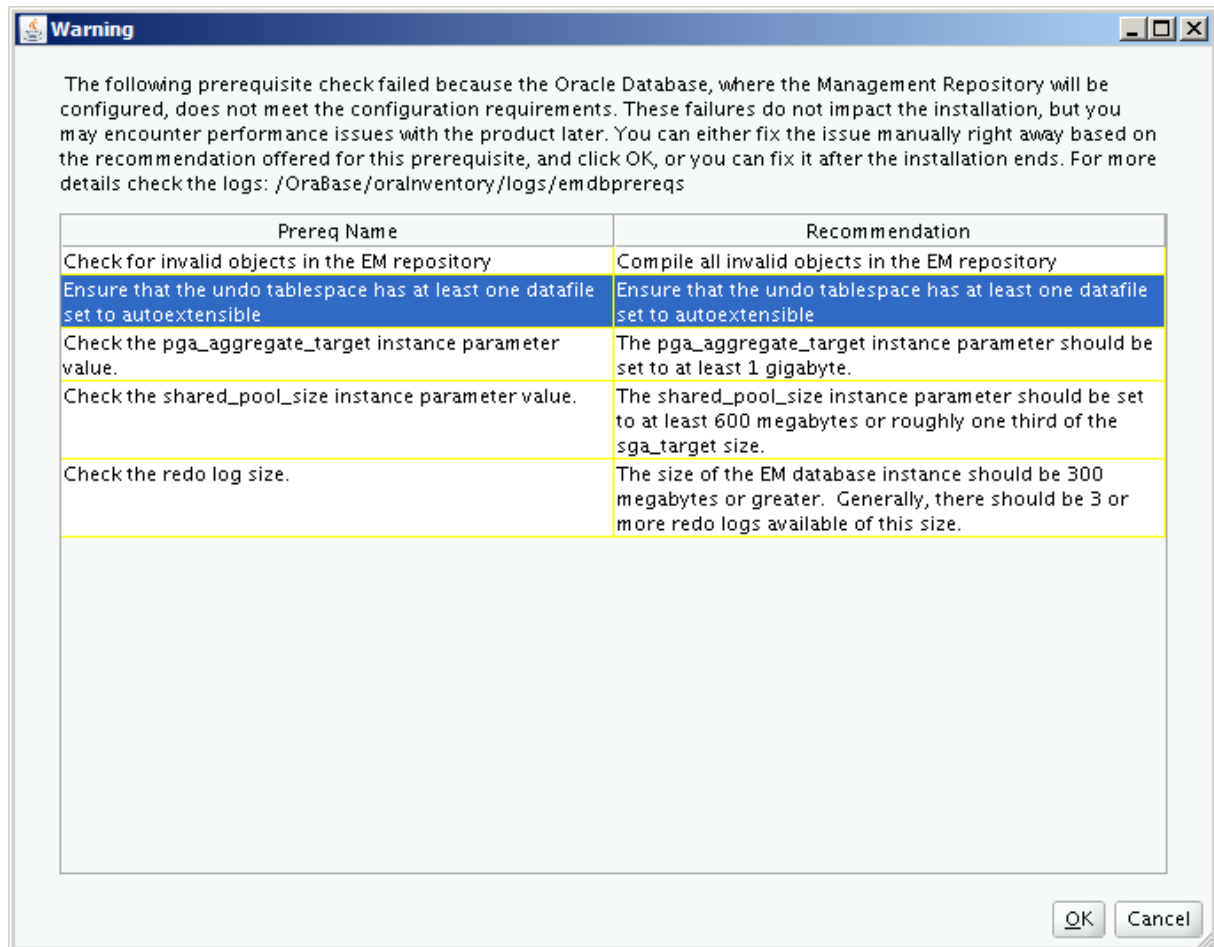 Warning
The following prerequisite check failed because the Oracle Database, where the Management Repository will be
configured, does not meet the configuration requirements. These failures do not impact the installation, but you
may encounter performance issues with the product later. You can either fix the issue manually right away based on
the recommendation offered for this prerequisite, and click OK, or you can fix it after the installation ends. For more
details check the logs: /OraBase/oraInventory/logs/emdbprereqs
Prereq Name
Recommendation
Check for invalid objects in the EM repository
Compile all invalid objects in the EM repository
Ensure that the undo tablespace has at least one datafile
set to autoextensible
Ensure that the undo tablespace has at least one datafile
set to autoextensible
Check the pga_aggregate_target instance parameter
value.
The pga_aggregate_target instance parameter should be
set to at least 1 gigabyte.
Check the shared_pool_size instance parameter value.
The shared_pool_size instance parameter should be set
to at least 600 megabytes or roughly one third of the
sga_target size.
Check the redo log size.
The size of the EM database instance should be 300
megabytes or greater. Generally, there should be 3 or
more redo logs available of this size.
OK
Cancel